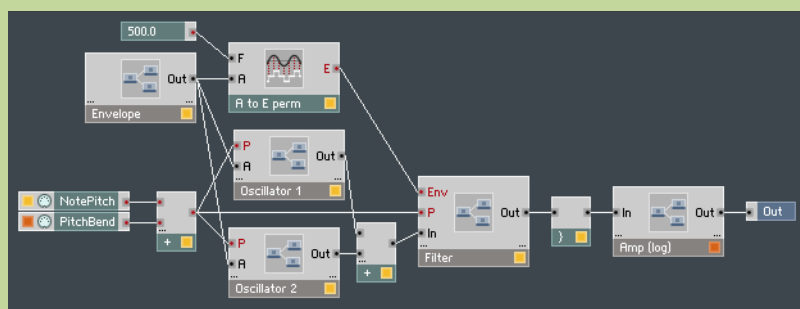 500.0
F
A
E
A to E perm
Out
...
...
Envelope
P
A
Out
...
...
Oscillator 1
NotePitch
PitchBend
...
+
P
A
Out
...
...
Oscillator 2
...
+
Env
P
In
Out
...
...
Filter
}
In
Out
...
...
Amp (log)
Out